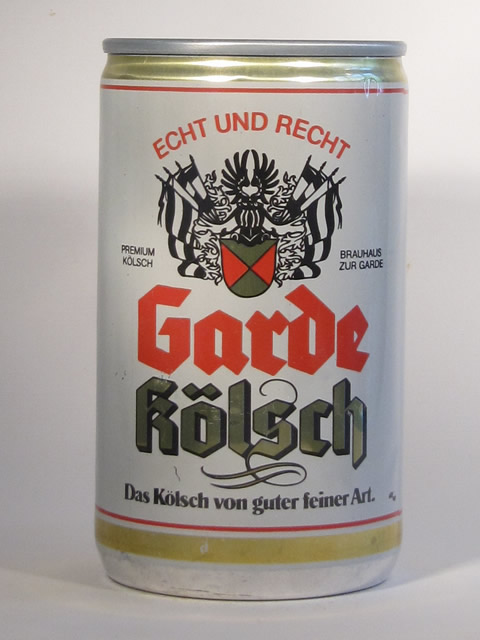 ECHT UND RECHT
PREMIUM
KÖLSCH
BRAUHAUS
ZUR GARDE
Garde
Kölsch
Das Kölsch von guter feiner Art.